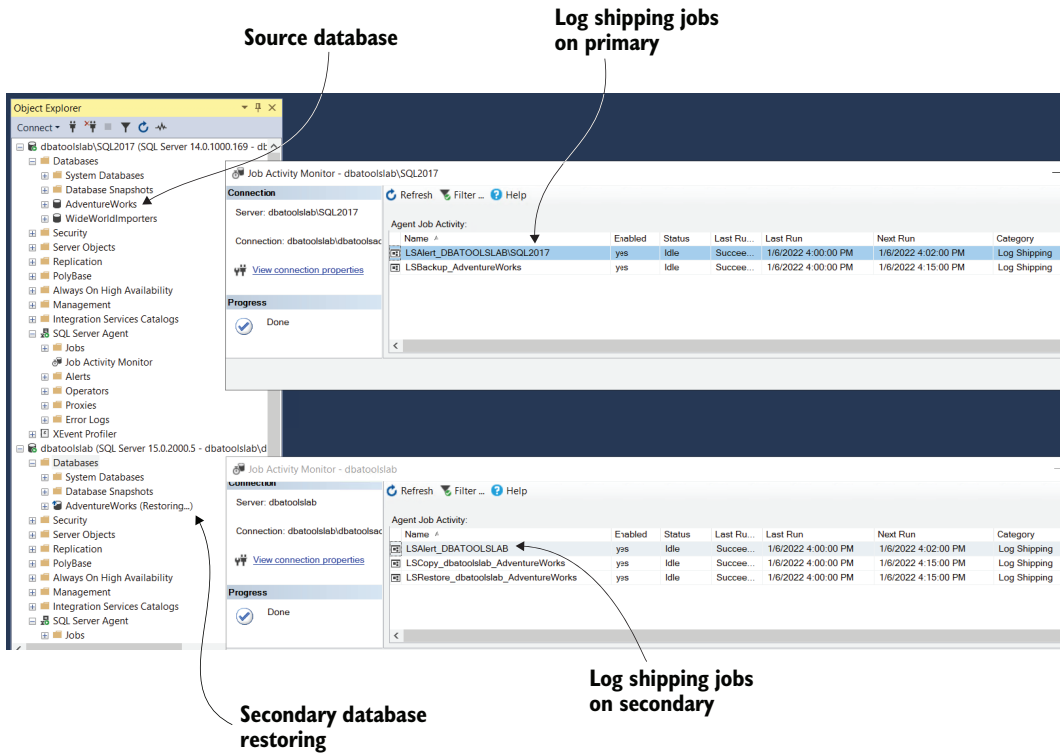 Source database
Log shipping jobs
on primary
Object Explorer
Connect
dbatoolslab\SQL2017 (SQL Server 14.0.1000.169 - db
Databases
System Databases
Database Snapshots
AdventureWorks
WideWorldImporters
Security
Server Objects
Replication
PolyBase
Always On High Availability
Management
Integration Services Catalogs
SQL Server Agent
Jobs
Job Activity Monitor
Alerts
Operators
Proxies
Error Logs
XEvent Profiler
dbatoolslab (SQL Server 15.0.2000.5 - dbatoolslab\d
Databases
System Databases
Database Snapshots
AdventureWorks (Restoring...)
Security
Server Objects
Replication
PolyBase
Always On High Availability
Management
Integration Services Catalogs
SQL Server Agent
Jobs
Job Activity Monitor - dbatoolslab\SQL2017
Connection
Server: dbatoolslab\SQL2017
Connection: dbatoolslab\dbatoolsac
View connection properties
Progress
Done
Refresh Filter ... Help
Agent Job Activity:
Name Enabled Status Last Ru... Last Run Next Run Category
LSAlert_DBATOOLSLAB\SQL2017 yes Idle Succee... 1/6/2022 4:00:00 PM 1/6/2022 4:02:00 PM Log Shipping
LSBackup_AdventureWorks yes Idle Succee... 1/6/2022 4:00:00 PM 1/6/2022 4:15:00 PM Log Shipping
Job Activity Monitor - dbatoolslab
Connection
Server: dbatoolslab
Connection: dbatoolslab\dbatoolsac
View connection properties
Progress
Done
Refresh Filter ... Help
Agent Job Activity:
Name Enabled Status Last Ru... Last Run Next Run Category
LSAlert_DBATOOLSLAB yes Idle Succee... 1/6/2022 4:00:00 PM 1/6/2022 4:02:00 PM Log Shipping
LSCopy_dbatoolslab_AdventureWorks yes Idle Succee... 1/6/2022 4:00:00 PM 1/6/2022 4:15:00 PM Log Shipping
LSRestore_dbatoolslab_AdventureWorks yes Idle Succee... 1/6/2022 4:00:00 PM 1/6/2022 4:15:00 PM Log Shipping
Log shipping jobs
on secondary
Secondary database
restoring